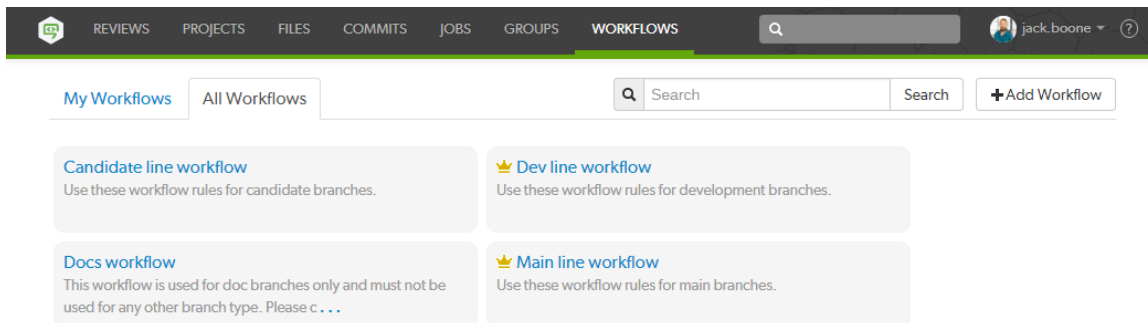 REVIEWS PROJECTS FILES COMMITS JOBS GROUPS WORKFLOWS jack.boone ?
My Workflows All Workflows Search Search +Add Workflow
Candidate line workflow
Use these workflow rules for candidate branches.
Dev line workflow
Use these workflow rules for development branches.
Docs workflow
This workflow is used for doc branches only and must not be
used for any other branch type. Please c...
Main line workflow
Use these workflow rules for main branches.